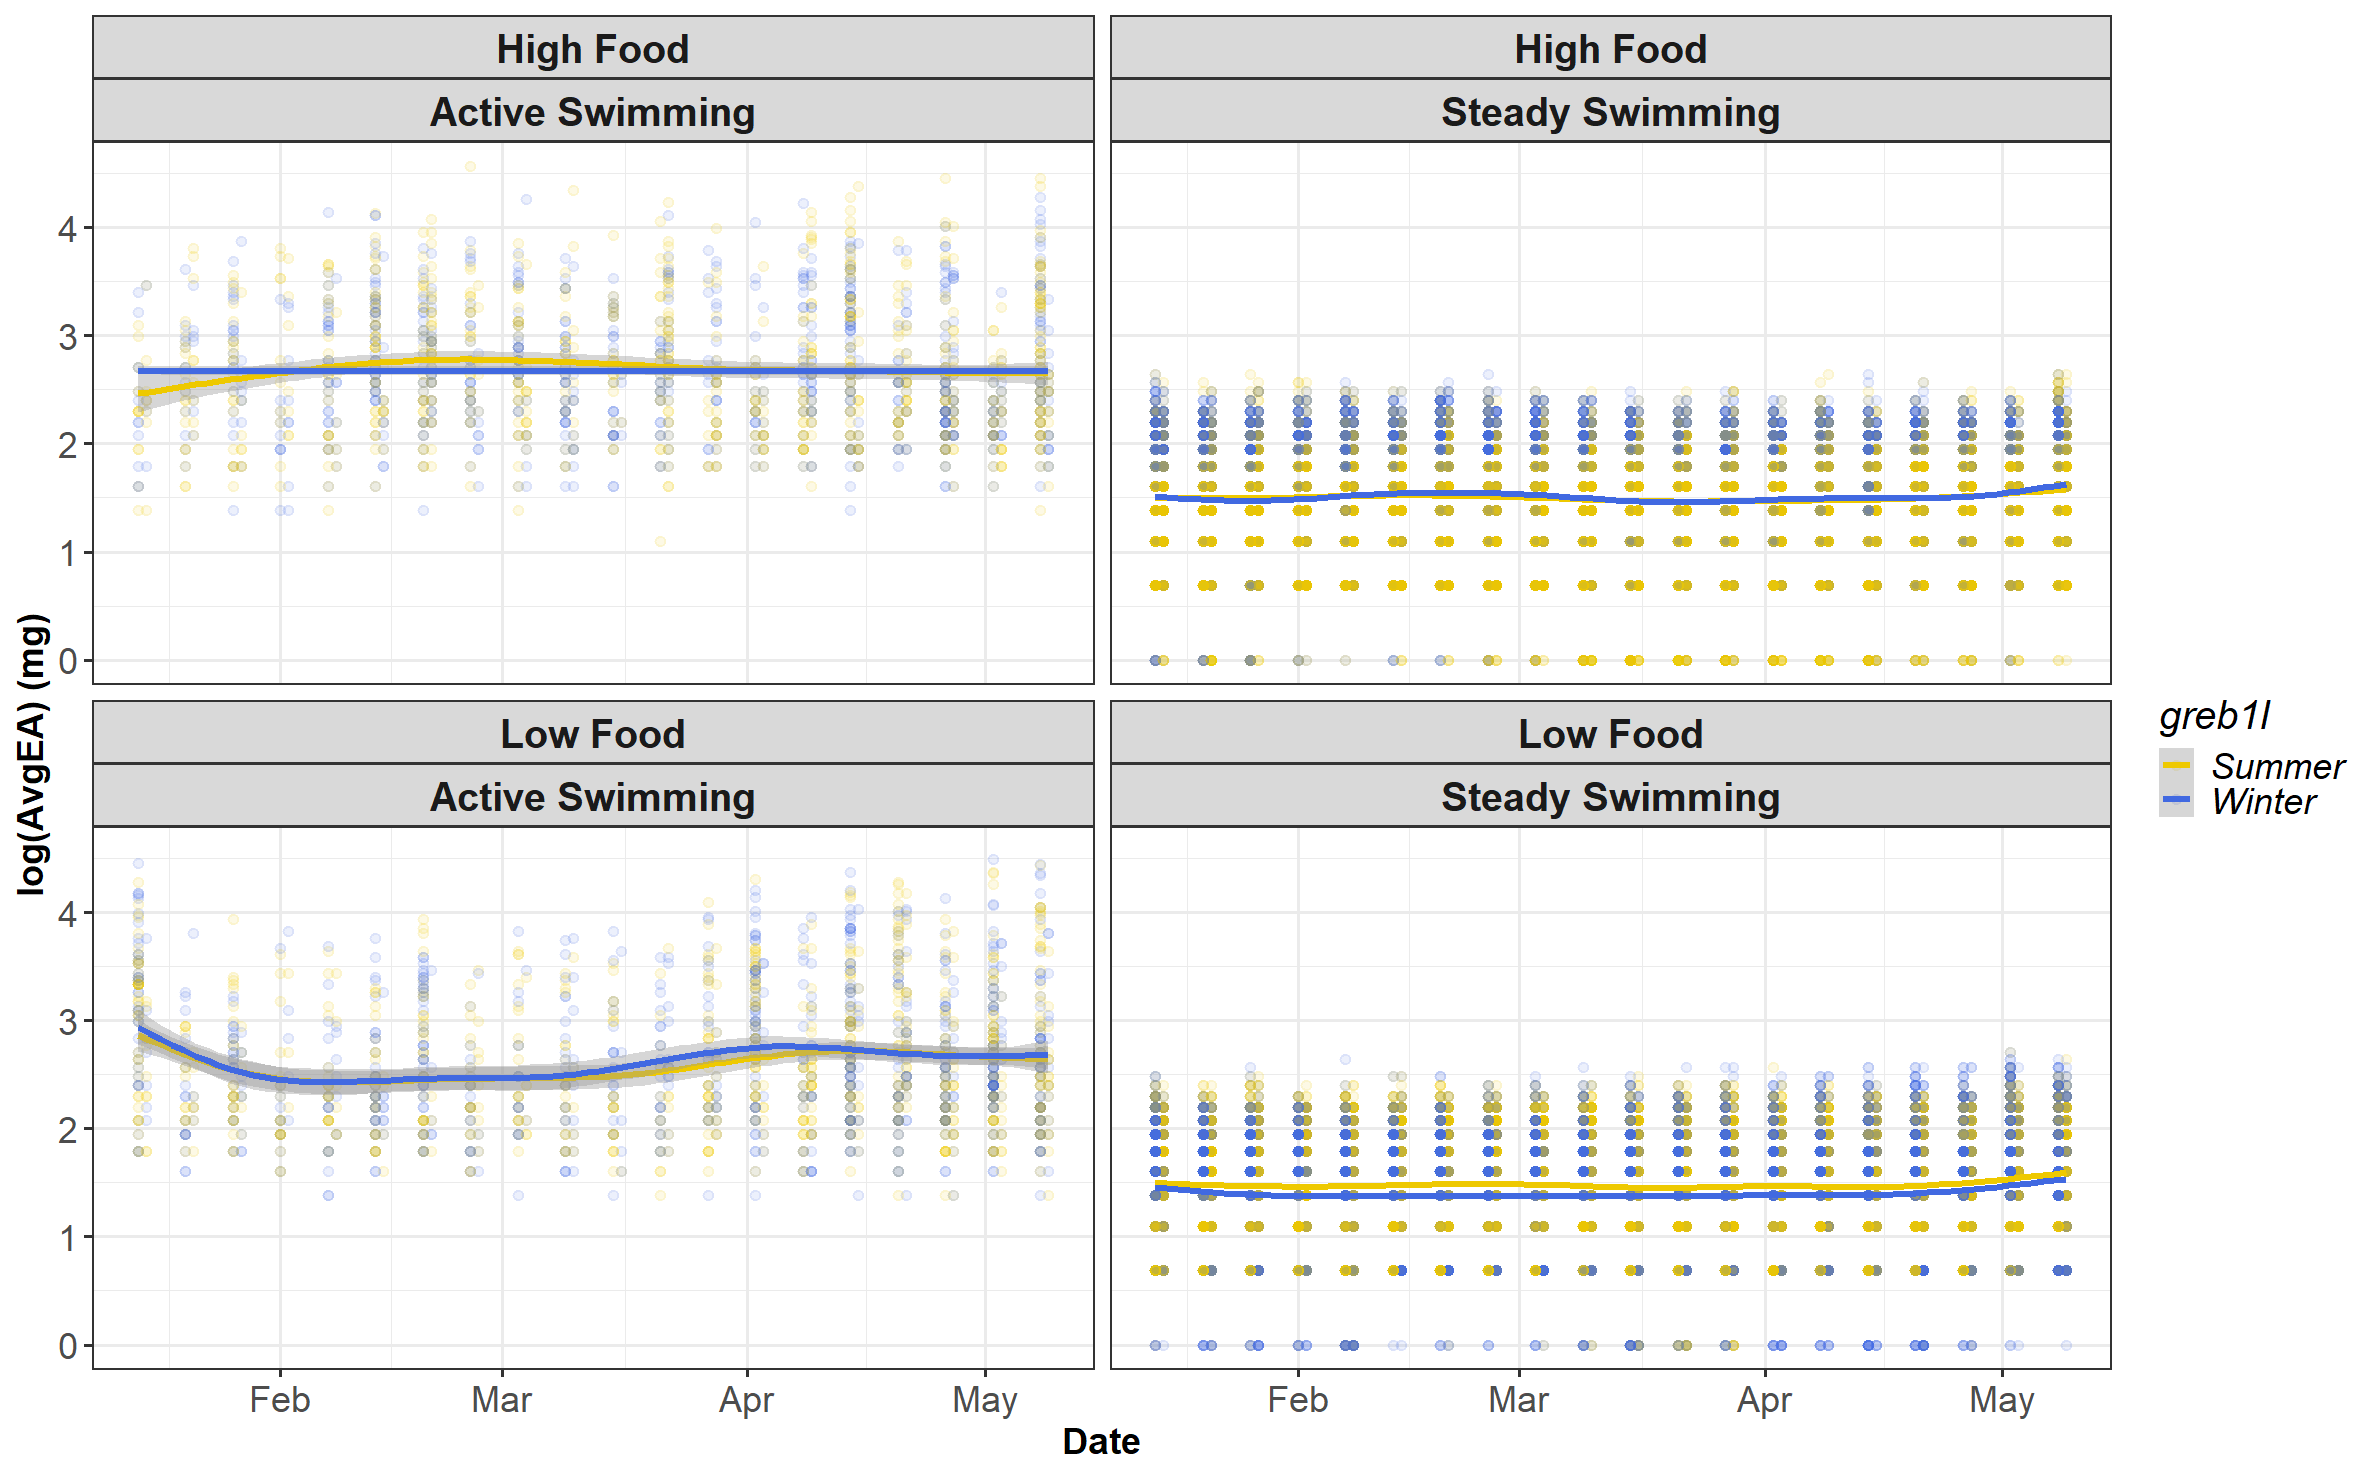 High Food
Active Swimming
High Food
Steady Swimming
4
3
2
1
0
Low Food
Active Swimming
Low Food
Steady Swimming
4
3
2
1
0
log(AvgEA) (mg)
Feb Mar Apr May
Feb Mar Apr May
Date
greb1l
Summer
Winter